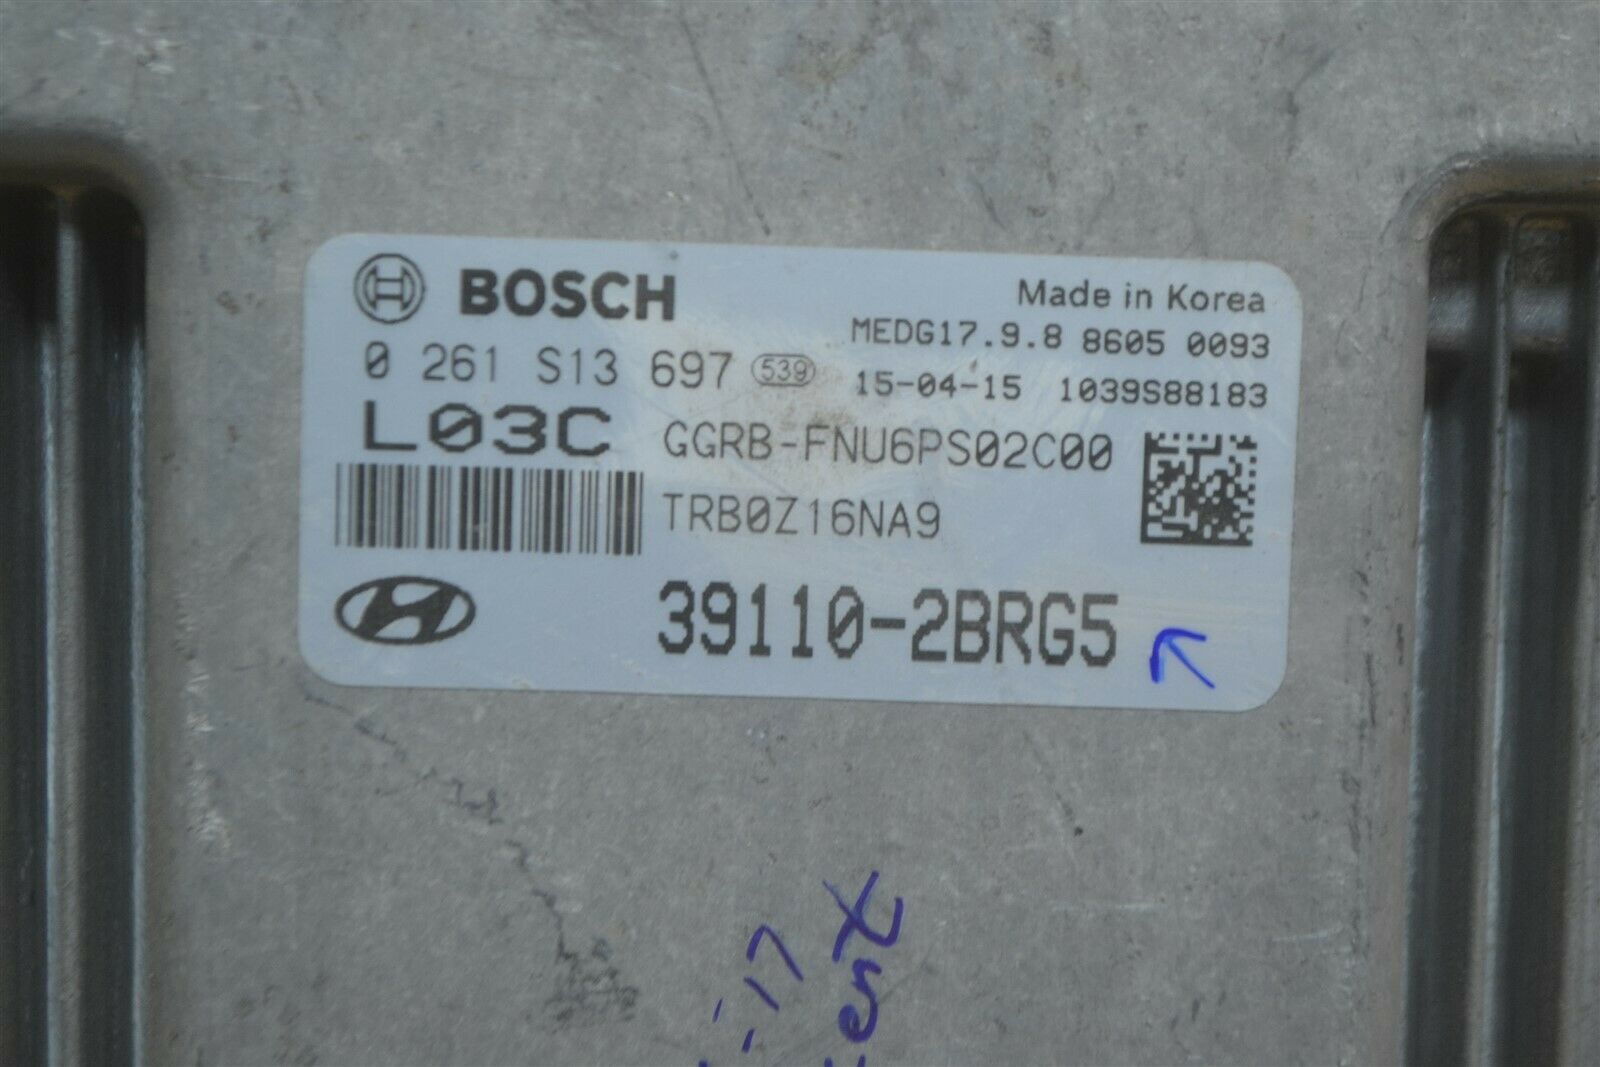 BOSCH
Made in Korea
MEDG17.9.8 8605 0093
0 261 S13 697 539
15-04-15 1039S88183
L03C
GGRB-FNU6PS02C00
TRB0Z16NA9
39110-2BRG5
-17